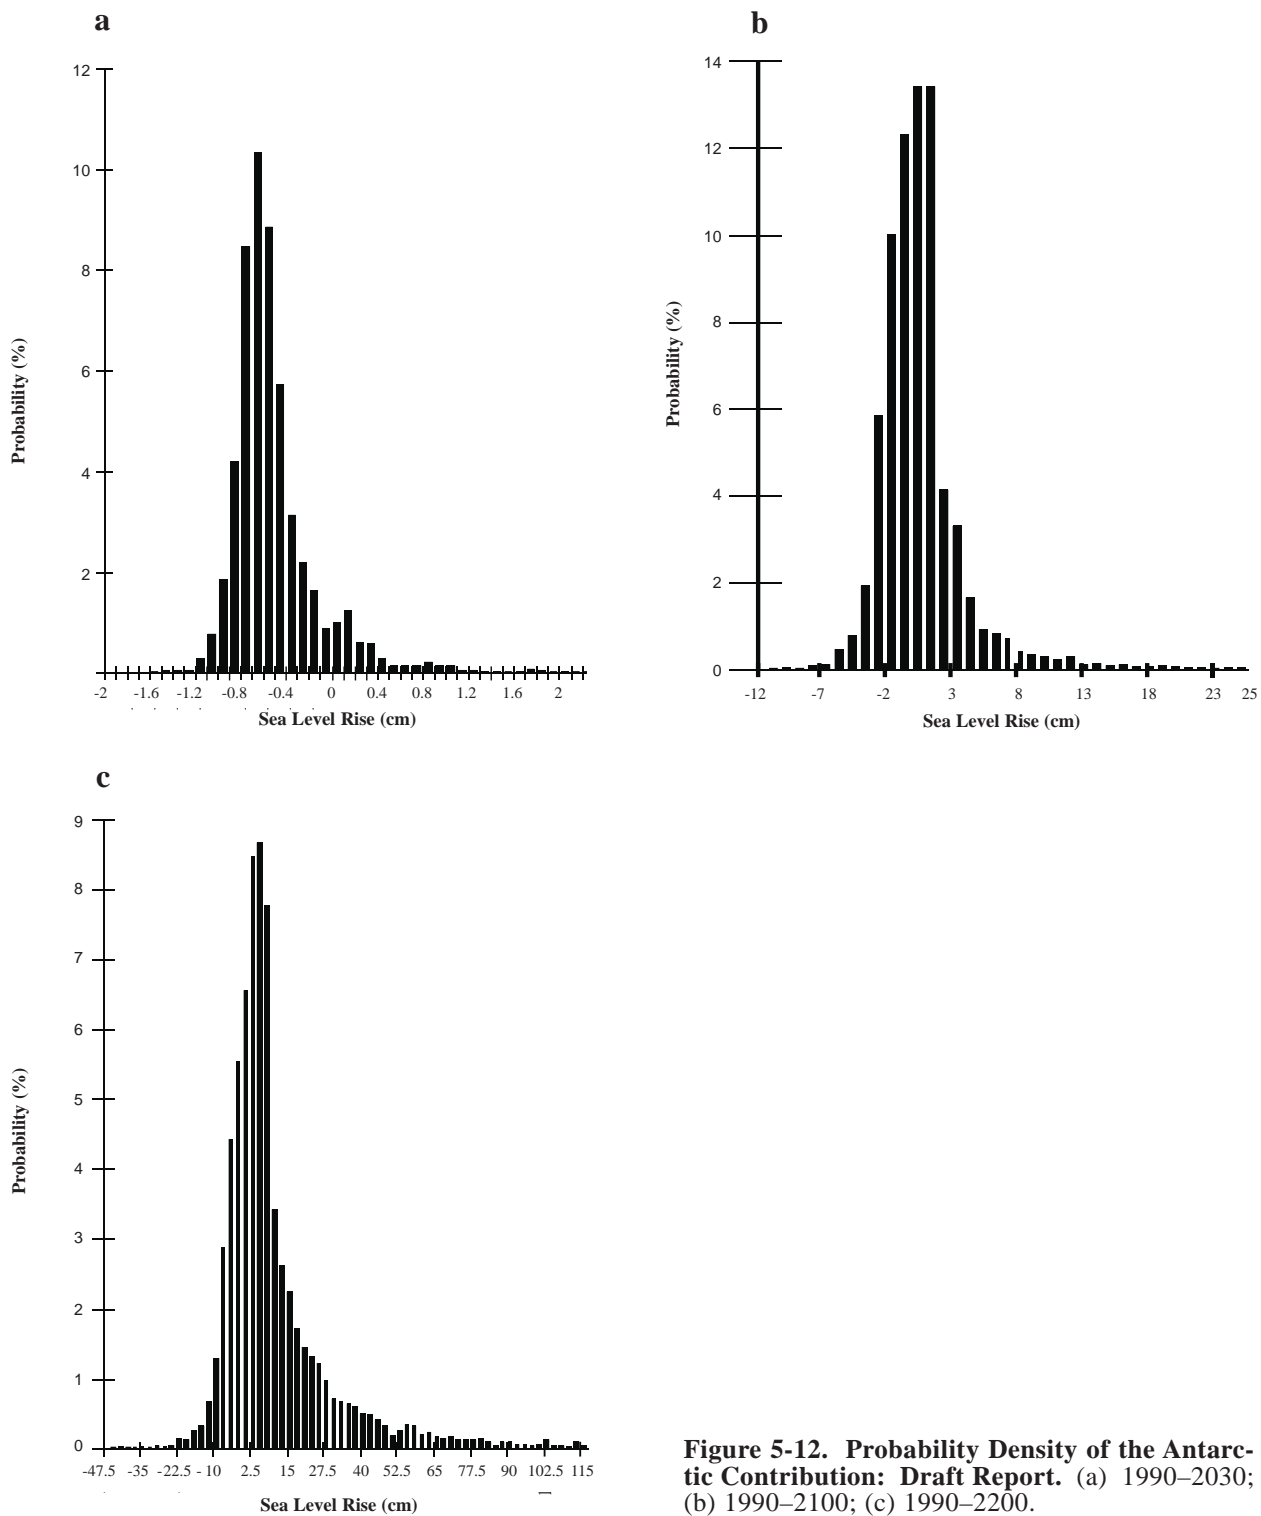 a
12
10
8
6
4
2
Probability (%)
-2 -1.6 -1.2 -0.8 -0.4 0 0.4 0.8 1.2 1.6 2
Sea Level Rise (cm)
b
14
12
10
8
6
4
2
0
Probability (%)
-12 -7 -2 3 8 13 18 23 25
Sea Level Rise (cm)
c
9
8
7
6
5
4
3
2
1
0
Probability (%)
-47.5 -35 -22.5 -10 2.5 15 27.5 40 52.5 65 77.5 90 102.5 115
Sea Level Rise (cm)
Figure 5-12. Probability Density of the Antarc-
tic Contribution: Draft Report. (a) 1990–2030;
(b) 1990–2100; (c) 1990–2200.